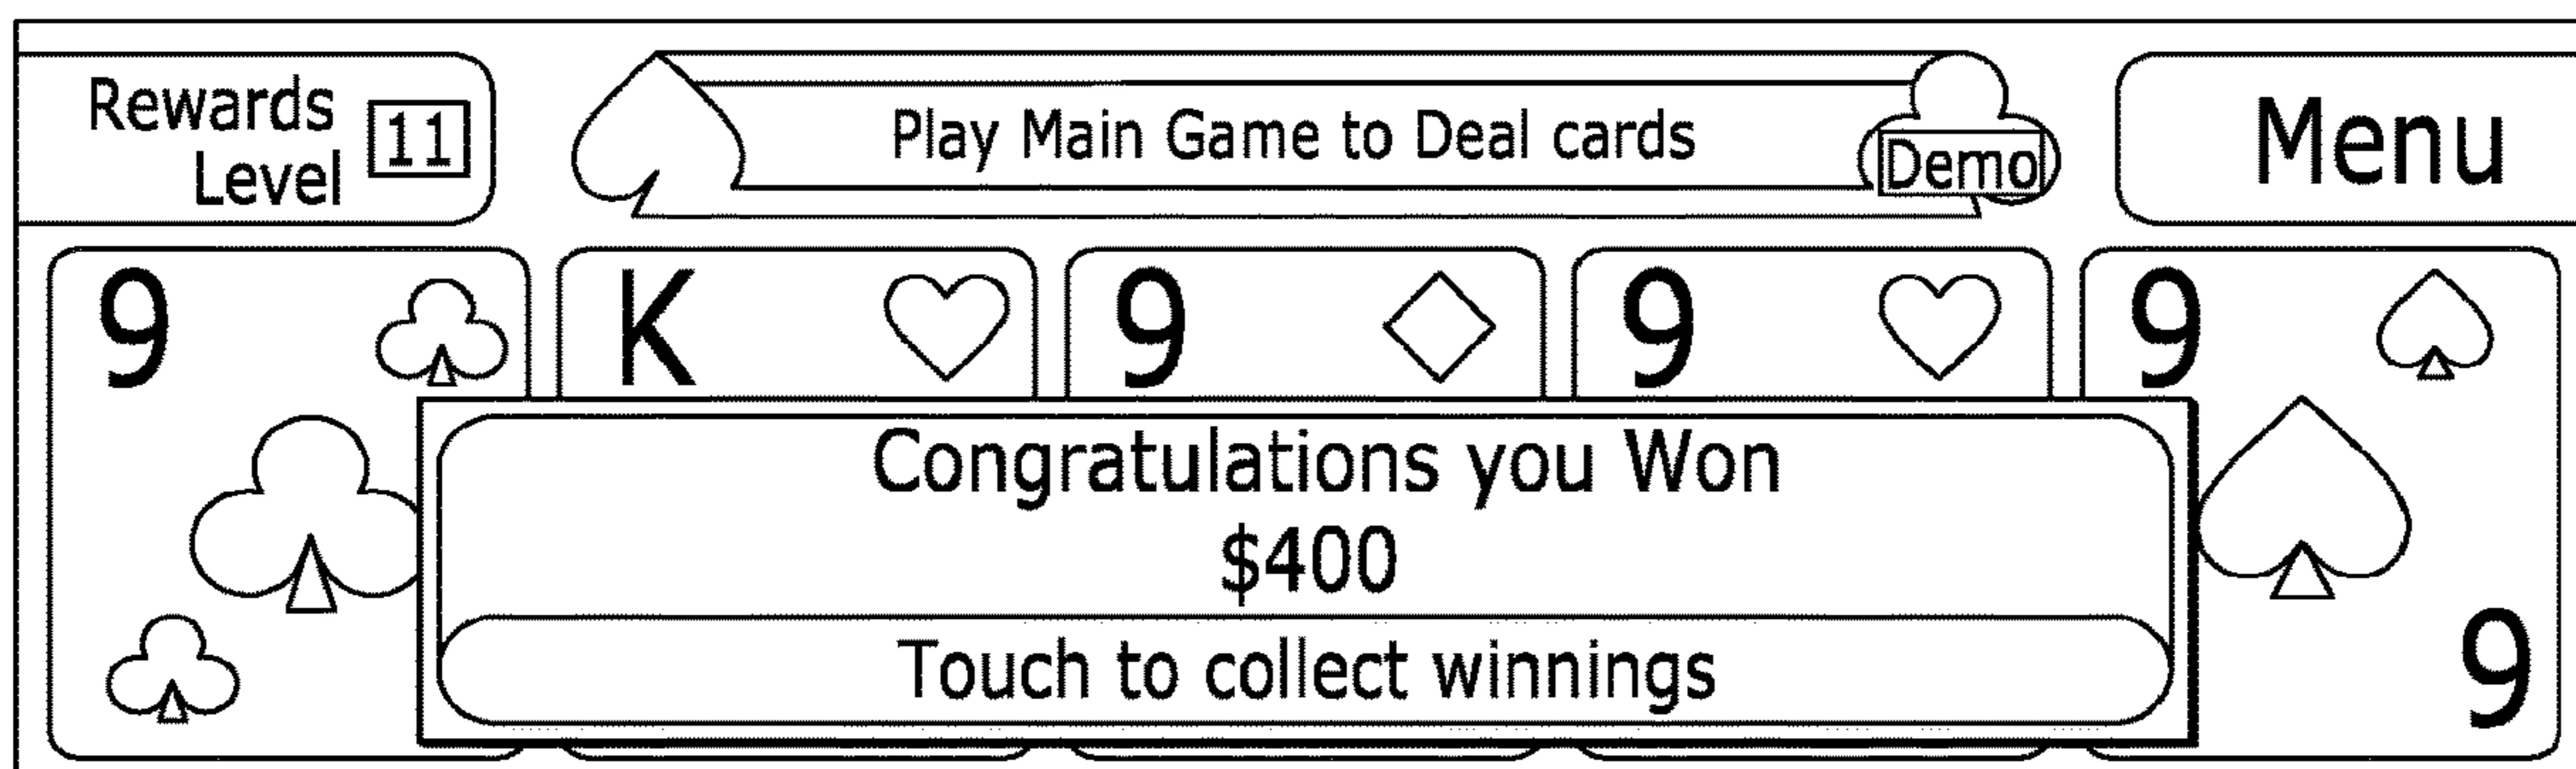 Rewards
Level
11
Play Main Game to Deal cards
Demo
Menu
9
K
9
9
9
Congratulations you Won
$400
Touch to collect winnings
9